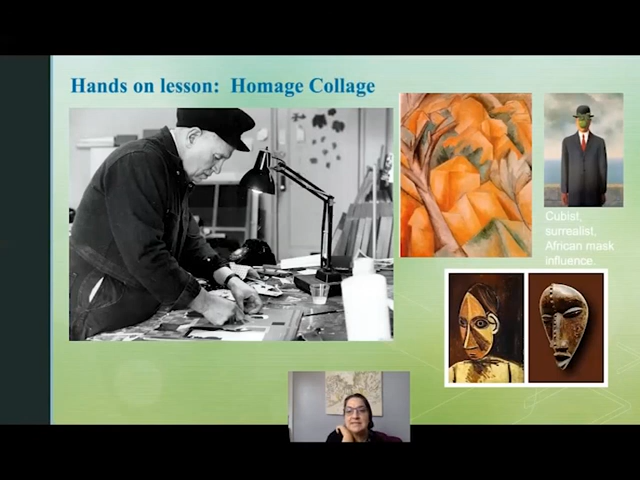 Hands on lesson:  Homage Collage
Cubist,
surrealist,
African mask
influence.